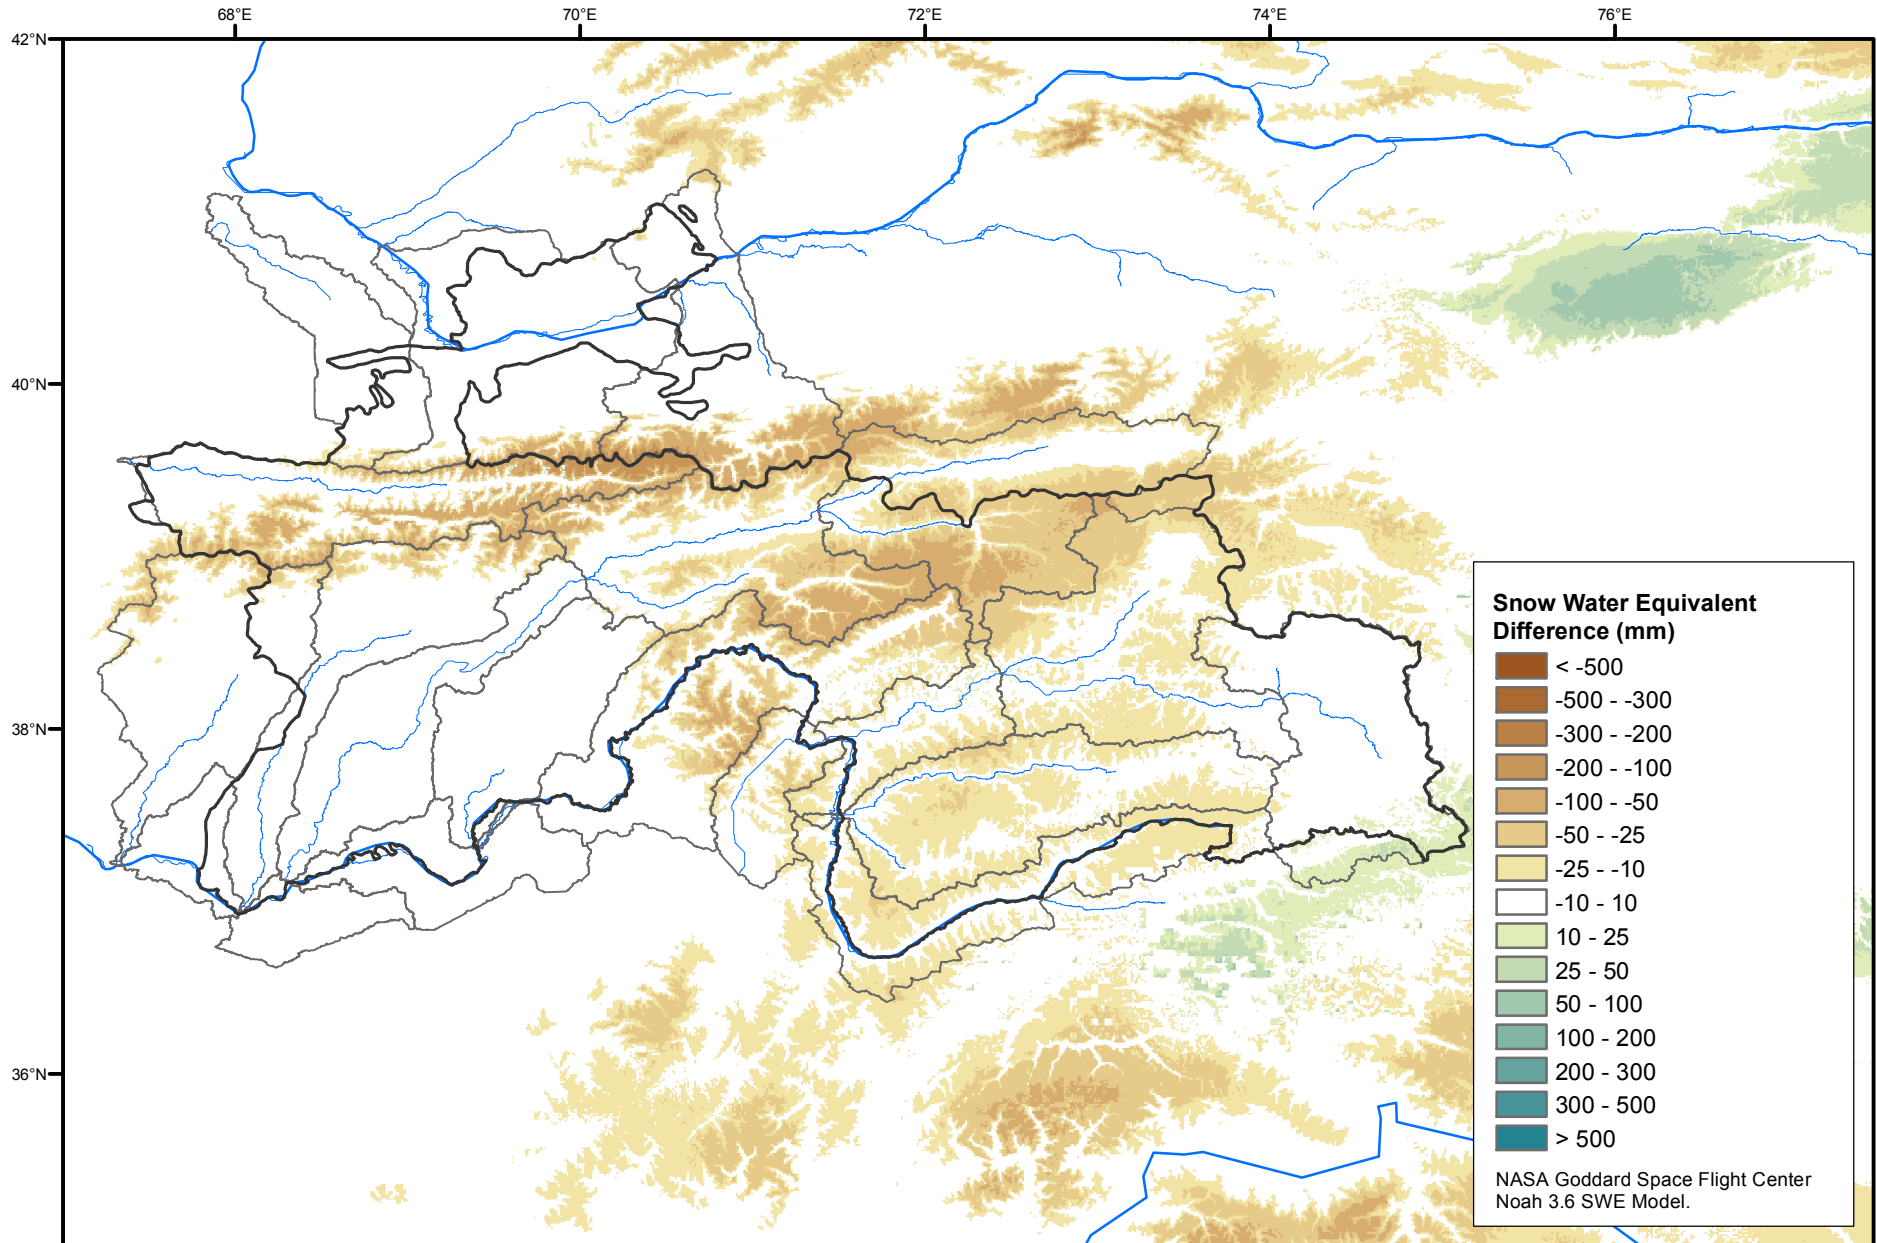 68°E
70°E
72°E
74°E
76°E
42°N
40°N
38°N
36°N
Snow Water Equivalent
Difference (mm)
< -500
-500 - -300
-300 - -200
-200 - -100
-100 - -50
-50 - -25
-25 - -10
-10 - 10
10 - 25
25 - 50
50 - 100
100 - 200
200 - 300
300 - 500
> 500
NASA Goddard Space Flight Center
Noah 3.6 SWE Model.